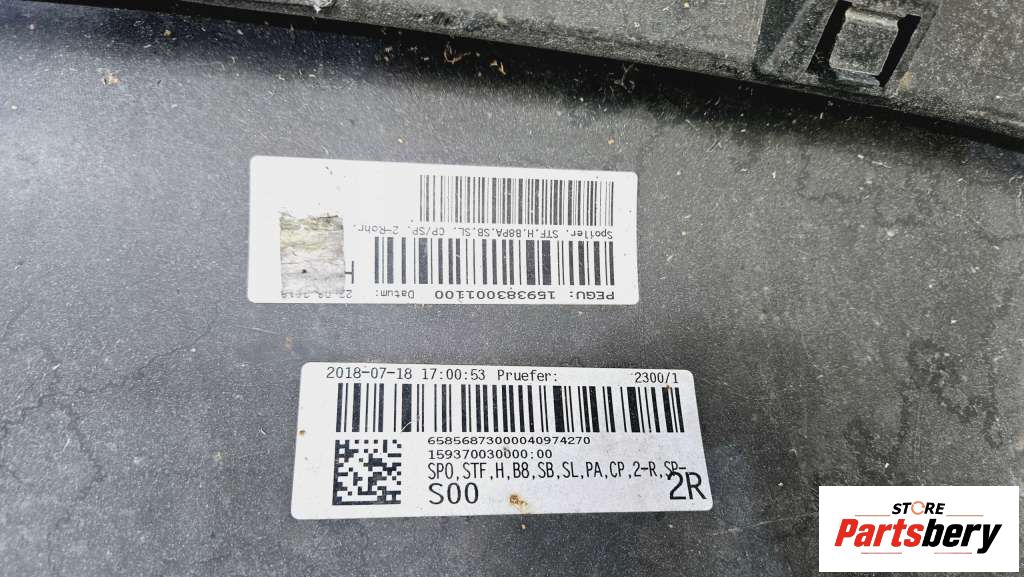 PEGU: 159383001100 Datum:
H
Spoiler. STF.H.B8PA.SB.SL. CP/SP. 2-Rohr.
2018-07-18 17:00:53 Pruefer: 2300/1
65856873000040974270
159370030000:00
SPO,STF,H,B8,SB,SL,PA,CP,2-R,SP-
S00 2R
STORE
Partsbery